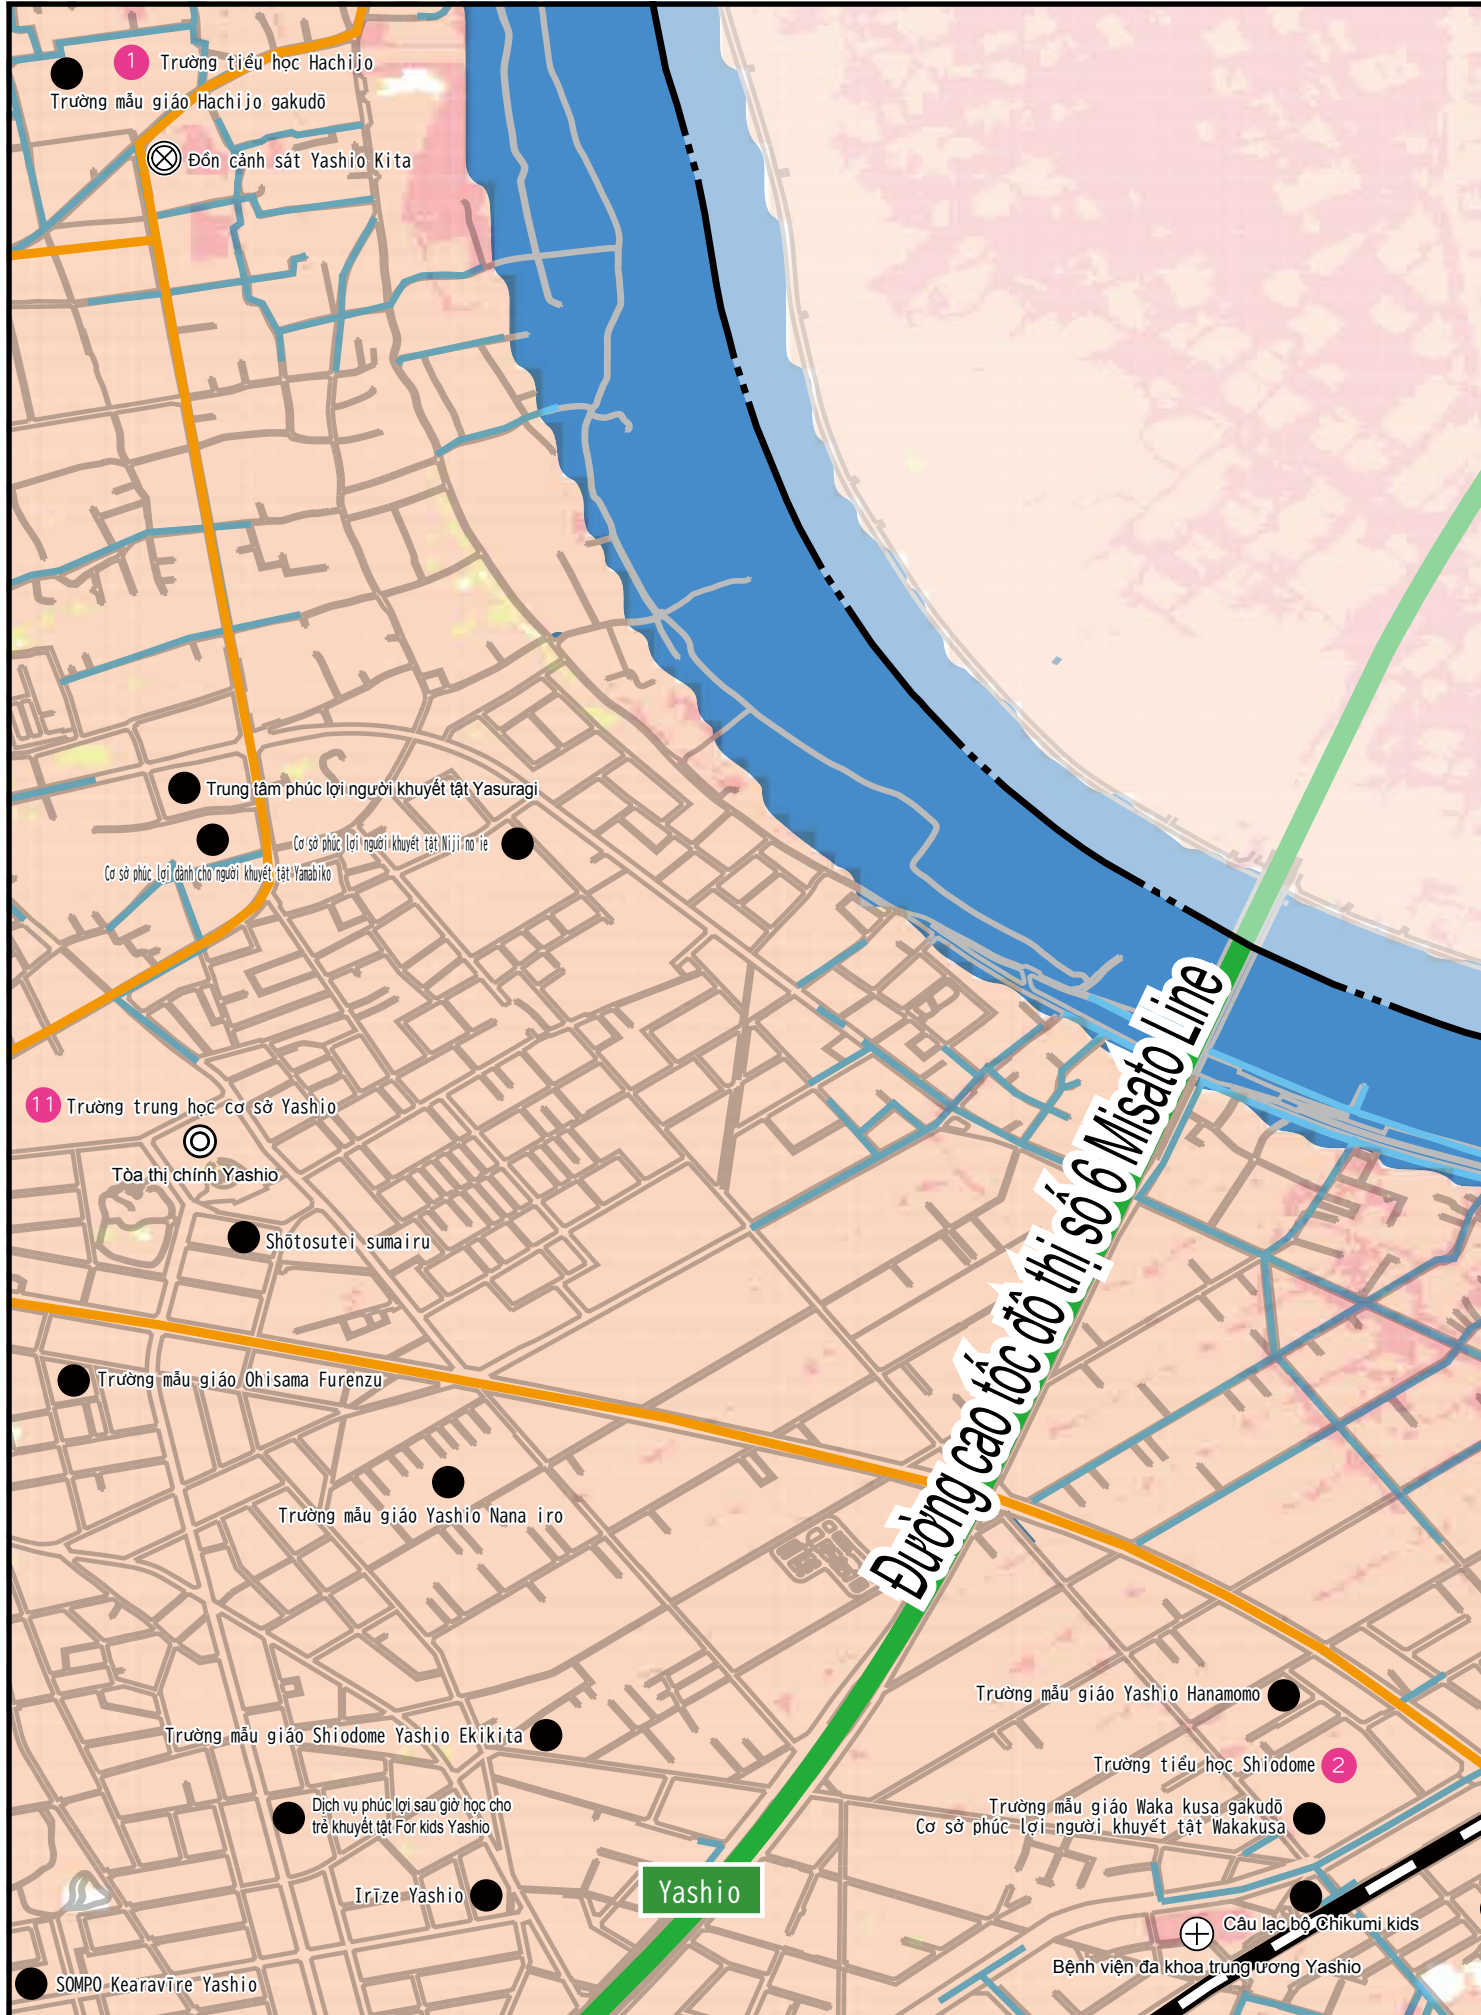 1 Trường tiểu học Hachijo
Trường mẫu giáo Hachijo gakudō
Đồn cảnh sát Yashio Kita
Trung tâm phúc lợi người khuyết tật Yasuragi
Cơ sở phúc lợi người khuyết tật Niji no ie
Cơ sở phúc lợi dành cho người khuyết tật Yamabiko
Đường cao tốc đô thị số 6 Misato Line
11 Trường trung học cơ sở Yashio
Tòa thị chính Yashio
Shōtosutei sumairu
Trường mẫu giáo Ohisama Furenzu
Trường mẫu giáo Yashio Nana iro
Trường mẫu giáo Yashio Hanamomo
Trường mẫu giáo Shiodome Yashio Ekikita
Trường tiểu học Shiodome 2
Dịch vụ phúc lợi sau giờ học cho
trẻ khuyết tật For kids Yashio
Trường mẫu giáo Waka kusa gakudō
Cơ sở phúc lợi người khuyết tật Wakakusa
Irīze Yashio
Yashio
Câu lạc bộ Chikumi kids
Bệnh viện đa khoa trung ương Yashio
SOMPO Kearavīre Yashio